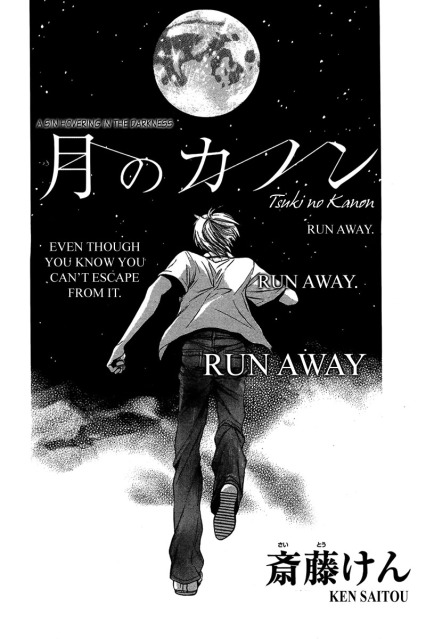 A SIN HOVERING IN THE DARKNESS
月のカノン
Tsuki no Kanon
RUN AWAY.
EVEN THOUGH
YOU KNOW YOU
CAN'T ESCAPE
FROM IT.
RUN AWAY.
RUN AWAY
さい とう
斎藤けん
KEN SAITOU